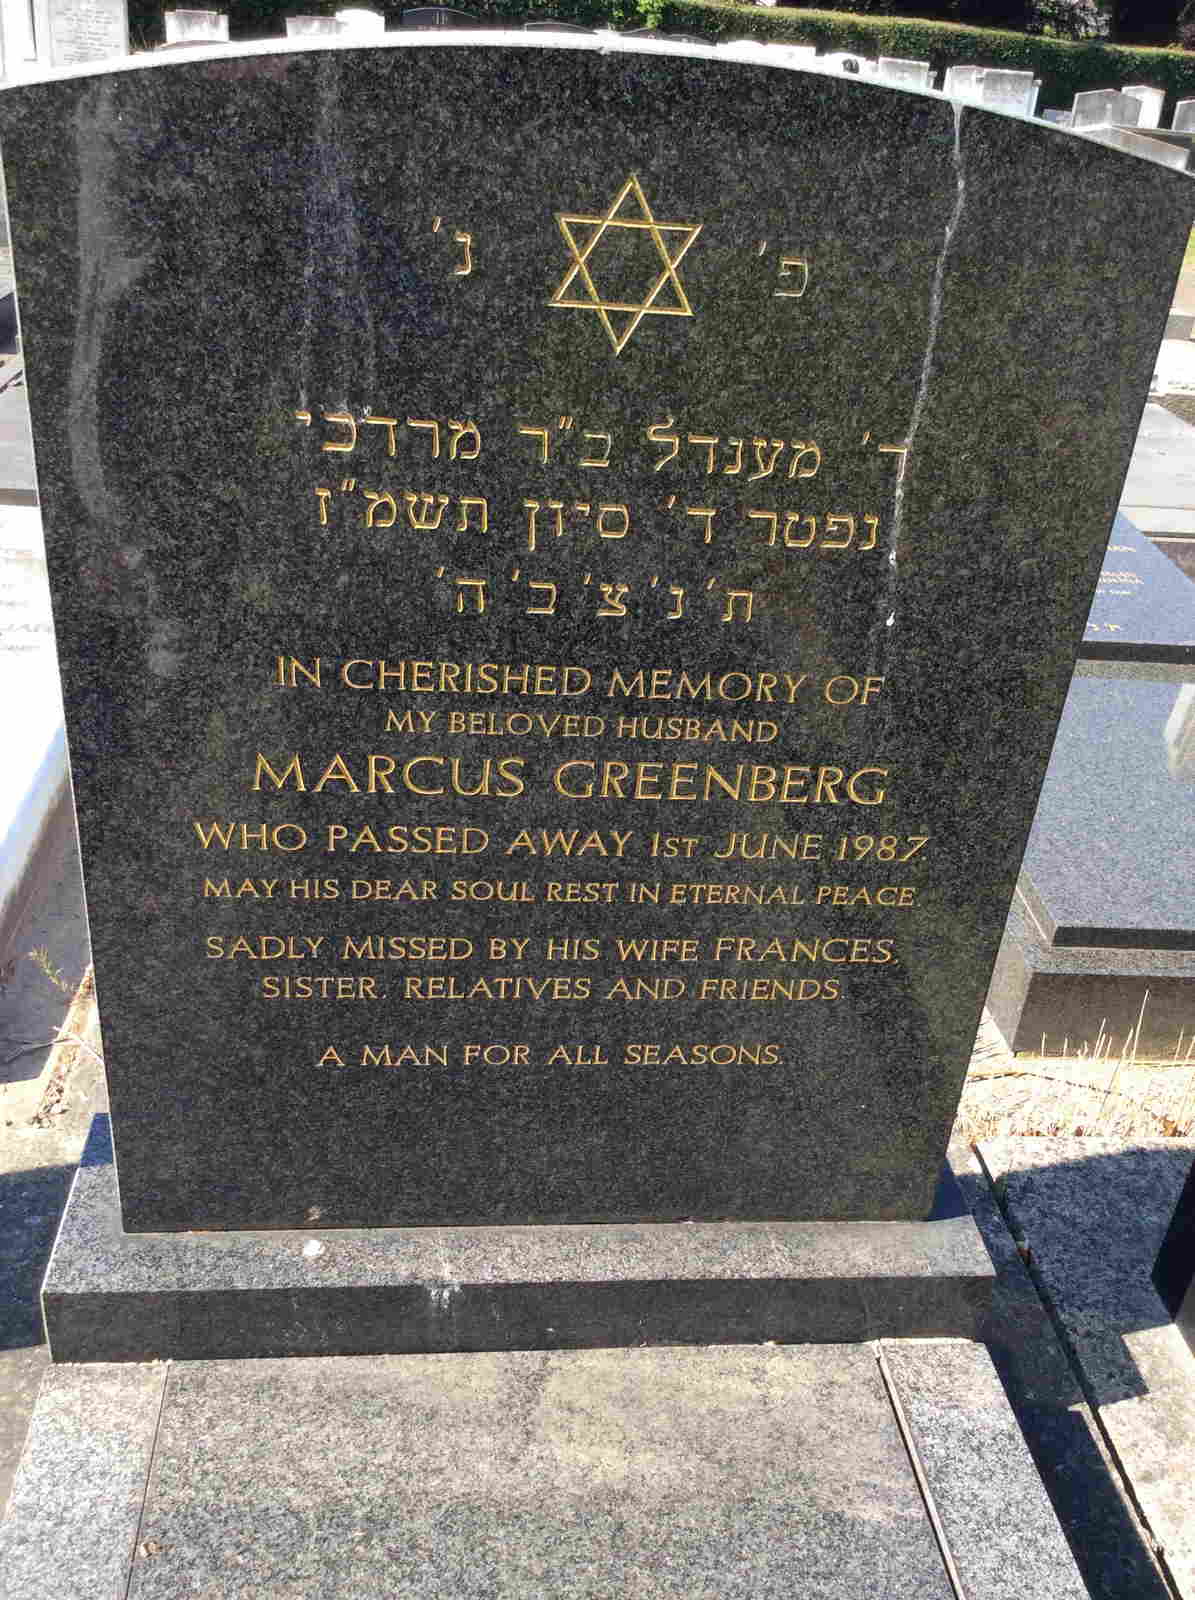 פ' נ'
ר' מענדל ב"ר מרדכי
נפטר ד' סיון תשמ"ז
ת' נ' צ' ב' ה'
IN CHERISHED MEMORY OF
MY BELOVED HUSBAND
MARCUS GREENBERG
WHO PASSED AWAY 1ST JUNE 1987.
MAY HIS DEAR SOUL REST IN ETERNAL PEACE.
SADLY MISSED BY HIS WIFE FRANCES,
SISTER, RELATIVES AND FRIENDS.
A MAN FOR ALL SEASONS.